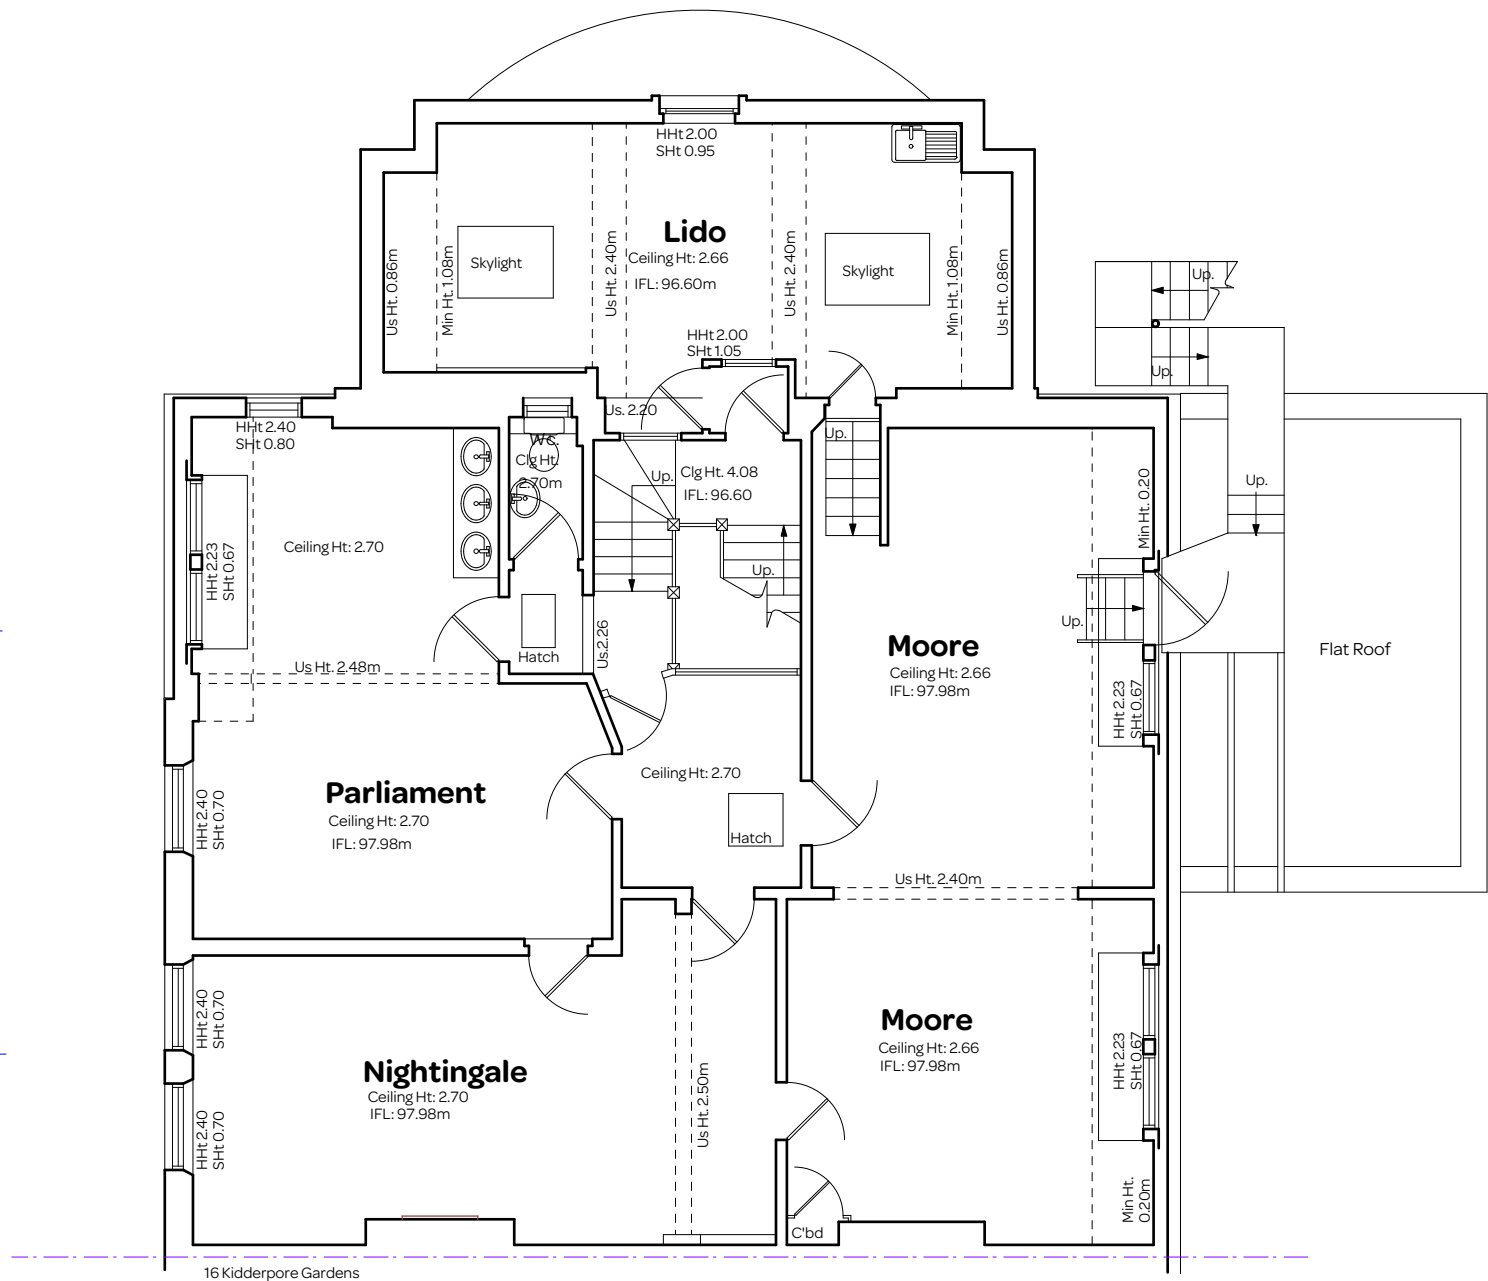 HHt 2.00
SHt 0.95
Lido
Ceiling Ht: 2.66
IFL: 96.60m
Skylight
Skylight
Us Ht. 0.86m
Min Ht. 1.08m
Us Ht. 2.40m
Us Ht. 2.40m
Min Ht. 1.08m
Us Ht. 0.86m
HHt 2.00
SHt 1.05
Up.
Up.
Us. 2.20
HHt 2.40
SHt 0.80
Wc.
Clg Ht.
2.70m
Up.
Clg Ht. 4.08
IFL: 96.60
Up.
Up.
Min Ht. 0.20
Ceiling Ht: 2.70
HHt 2.23
SHt 0.67
Up.
Up.
Hatch
Us.2.26
Us Ht. 2.48m
Moore
Ceiling Ht: 2.66
IFL: 97.98m
Flat Roof
HHt 2.23
SHt 0.67
Parliament
Ceiling Ht: 2.70
IFL: 97.98m
HHt 2.40
SHt 0.70
Ceiling Ht: 2.70
Hatch
Us Ht. 2.40m
HHt 2.40
SHt 0.70
Moore
Ceiling Ht: 2.66
IFL: 97.98m
HHt 2.23
SHt 0.67
Nightingale
Ceiling Ht: 2.70
IFL: 97.98m
HHt 2.40
SHt 0.70
Us Ht. 2.50m
Min Ht.
0.20m
C'bd
16 Kidderpore Gardens